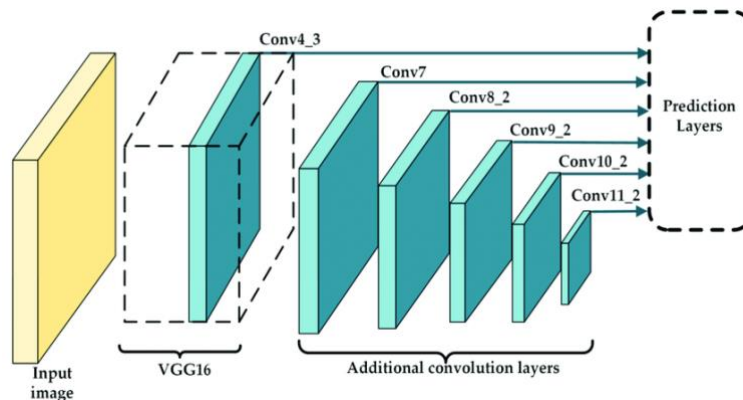 Conv4_3
Conv7
Conv8_2
Conv9_2
Conv10_2
Conv11_2
Prediction
Layers
Input
image
VGG16
Additional convolution layers